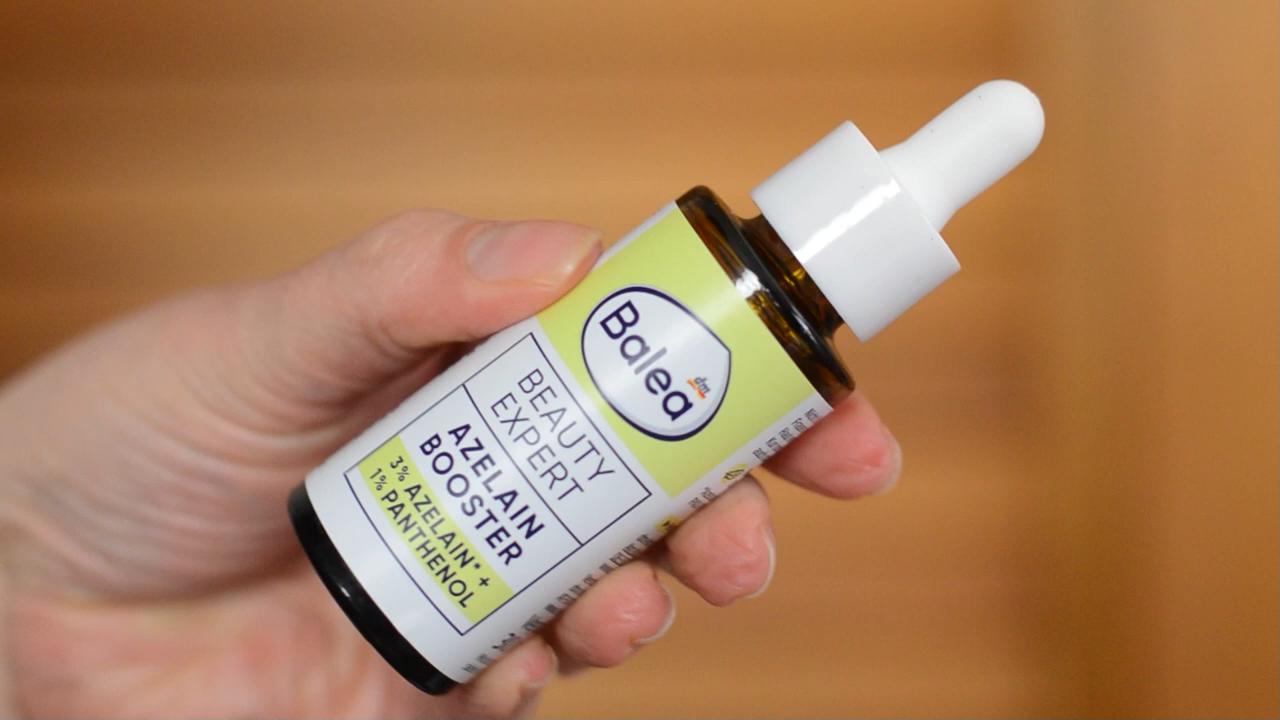 Balea
dm
BEAUTY
EXPERT
AZELAIN
BOOSTER
3% AZELAIN* +
1% PANTHENOL